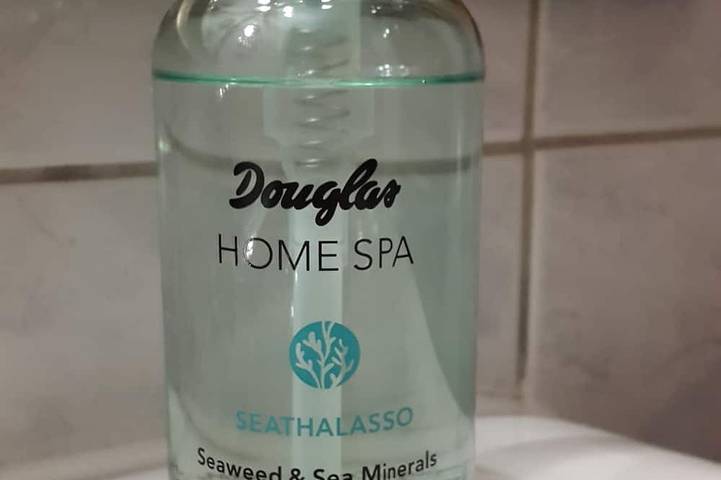 Douglas
HOME SPA
SEATHALASSO
Seaweed & Sea Minerals